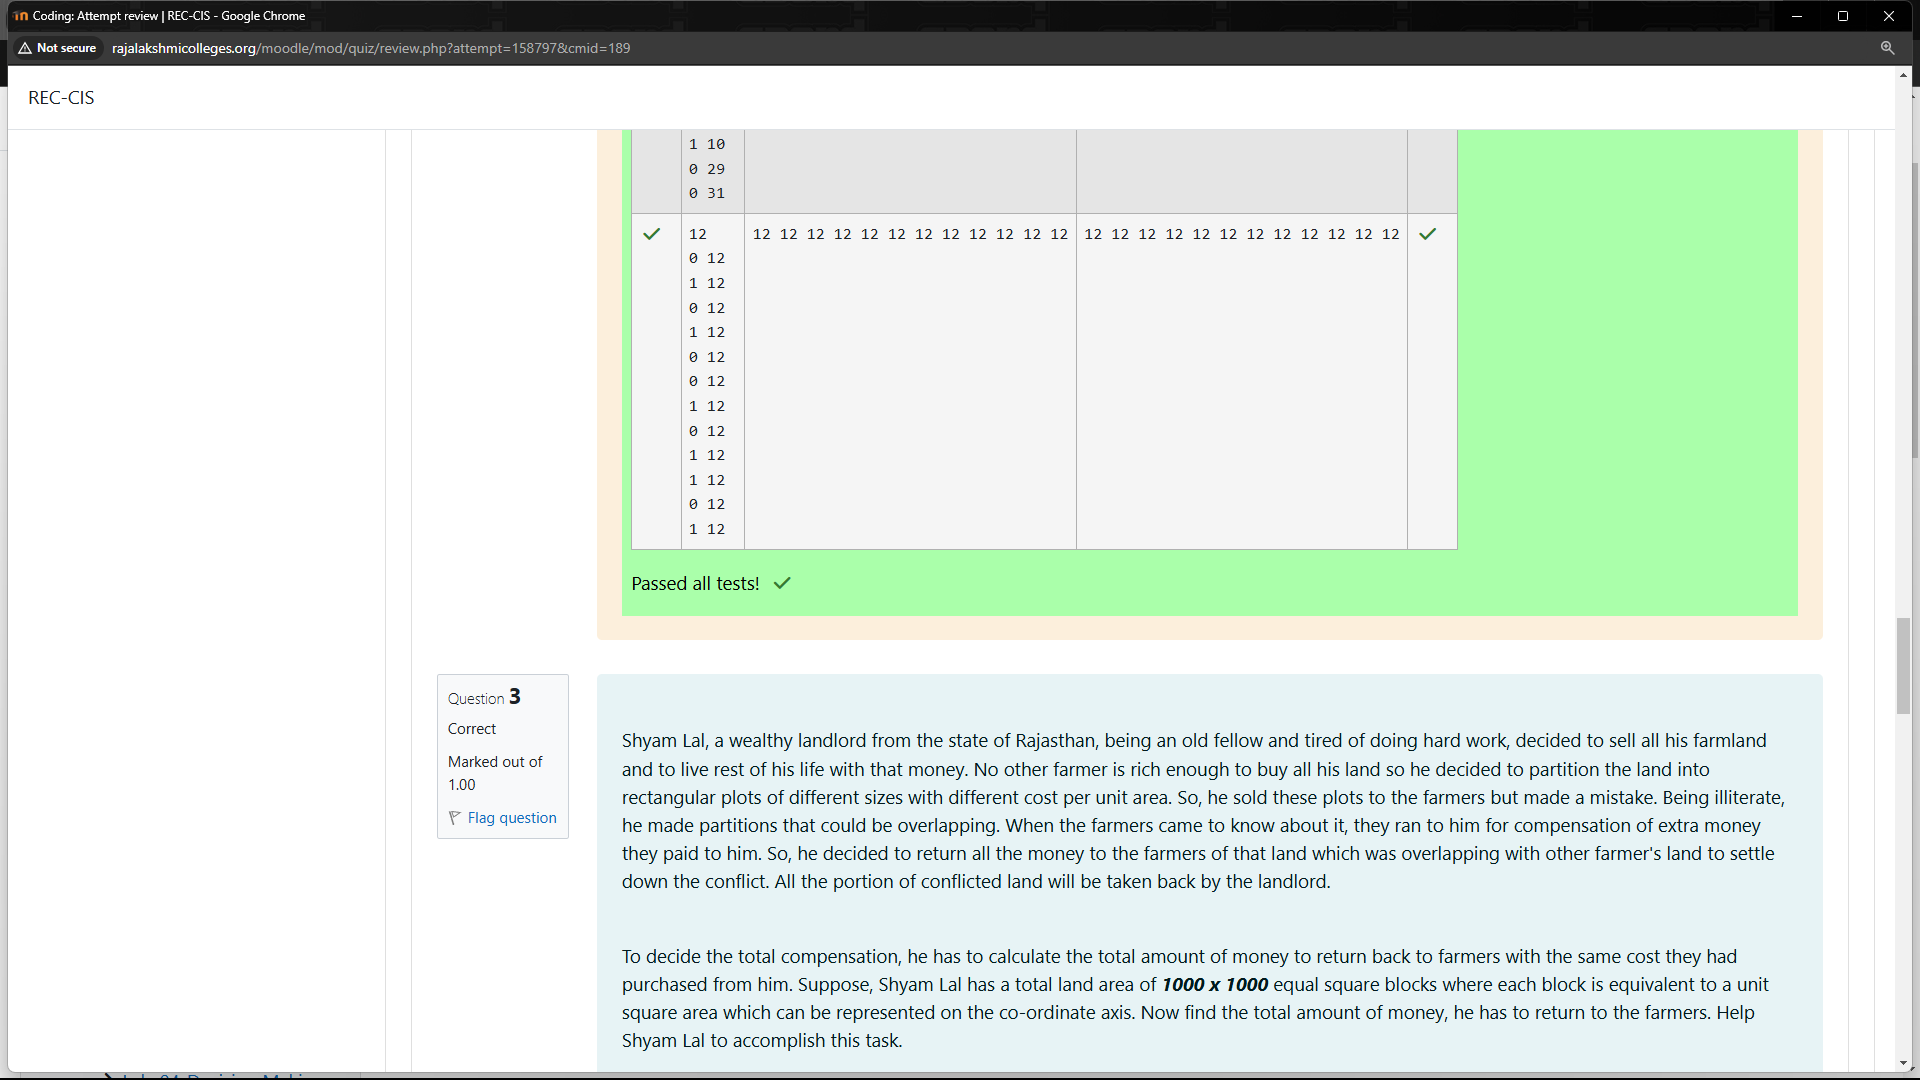 Coding: Attempt review | REC-CIS - Google Chrome
Not secure rajalakshmicolleges.org/moodle/mod/quiz/review.php?attempt=158797&cmid=189
REC-CIS
1 10
0 29
0 31
12 12 12 12 12 12 12 12 12 12 12 12 12 12 12 12 12 12 12 12 12 12 12 12 12
0 12
1 12
0 12
1 12
0 12
0 12
1 12
0 12
1 12
1 12
0 12
1 12
Passed all tests!
Question 3
Correct
Marked out of
1.00
Flag question
Shyam Lal, a wealthy landlord from the state of Rajasthan, being an old fellow and tired of doing hard work, decided to sell all his farmland
and to live rest of his life with that money. No other farmer is rich enough to buy all his land so he decided to partition the land into
rectangular plots of different sizes with different cost per unit area. So, he sold these plots to the farmers but made a mistake. Being illiterate,
he made partitions that could be overlapping. When the farmers came to know about it, they ran to him for compensation of extra money
they paid to him. So, he decided to return all the money to the farmers of that land which was overlapping with other farmer's land to settle
down the conflict. All the portion of conflicted land will be taken back by the landlord.
To decide the total compensation, he has to calculate the total amount of money to return back to farmers with the same cost they had
purchased from him. Suppose, Shyam Lal has a total land area of 1000 x 1000 equal square blocks where each block is equivalent to a unit
square area which can be represented on the co-ordinate axis. Now find the total amount of money, he has to return to the farmers. Help
Shyam Lal to accomplish this task.